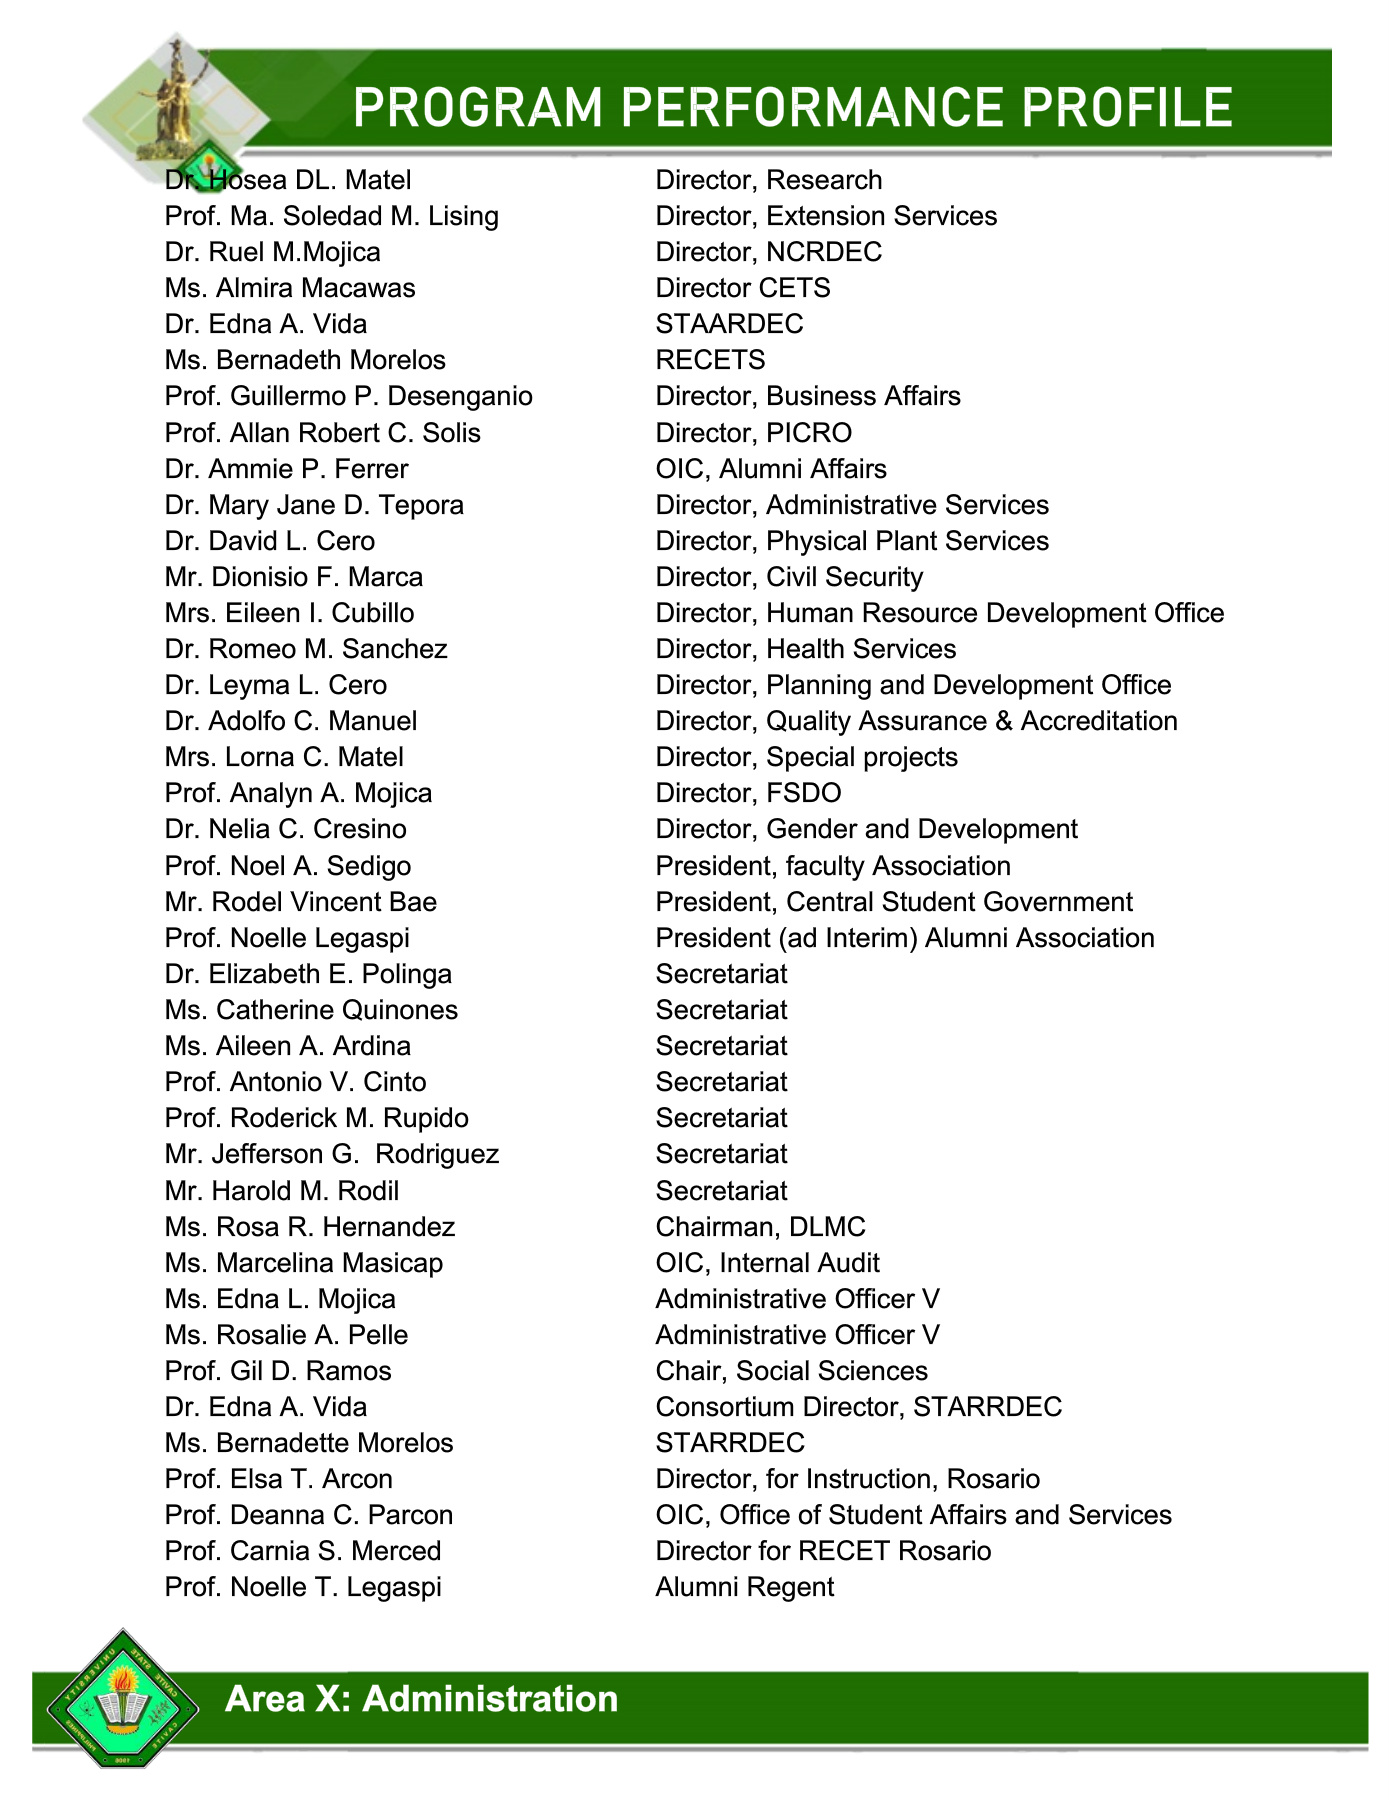 PROGRAM PERFORMANCE PROFILE
Dr. Hosea DL. Matel Director, Research
Prof. Ma. Soledad M. Lising Director, Extension Services
Dr. Ruel M.Mojica Director, NCRDEC
Ms. Almira Macawas Director CETS
Dr. Edna A. Vida STAARDEC
Ms. Bernadeth Morelos RECETS
Prof. Guillermo P. Desenganio Director, Business Affairs
Prof. Allan Robert C. Solis Director, PICRO
Dr. Ammie P. Ferrer OIC, Alumni Affairs
Dr. Mary Jane D. Tepora Director, Administrative Services
Dr. David L. Cero Director, Physical Plant Services
Mr. Dionisio F. Marca Director, Civil Security
Mrs. Eileen I. Cubillo Director, Human Resource Development Office
Dr. Romeo M. Sanchez Director, Health Services
Dr. Leyma L. Cero Director, Planning and Development Office
Dr. Adolfo C. Manuel Director, Quality Assurance & Accreditation
Mrs. Lorna C. Matel Director, Special projects
Prof. Analyn A. Mojica Director, FSDO
Dr. Nelia C. Cresino Director, Gender and Development
Prof. Noel A. Sedigo President, faculty Association
Mr. Rodel Vincent Bae President, Central Student Government
Prof. Noelle Legaspi President (ad Interim) Alumni Association
Dr. Elizabeth E. Polinga Secretariat
Ms. Catherine Quinones Secretariat
Ms. Aileen A. Ardina Secretariat
Prof. Antonio V. Cinto Secretariat
Prof. Roderick M. Rupido Secretariat
Mr. Jefferson G.  Rodriguez Secretariat
Mr. Harold M. Rodil Secretariat
Ms. Rosa R. Hernandez Chairman, DLMC
Ms. Marcelina Masicap OIC, Internal Audit
Ms. Edna L. Mojica Administrative Officer V
Ms. Rosalie A. Pelle Administrative Officer V
Prof. Gil D. Ramos Chair, Social Sciences
Dr. Edna A. Vida Consortium Director, STARRDEC
Ms. Bernadette Morelos STARRDEC
Prof. Elsa T. Arcon Director, for Instruction, Rosario
Prof. Deanna C. Parcon OIC, Office of Student Affairs and Services
Prof. Carnia S. Merced Director for RECET Rosario
Prof. Noelle T. Legaspi Alumni Regent
CAVITE STATE UNIVERSITY
CAVITE
PHILIPPINES
1906
Area X: Administration